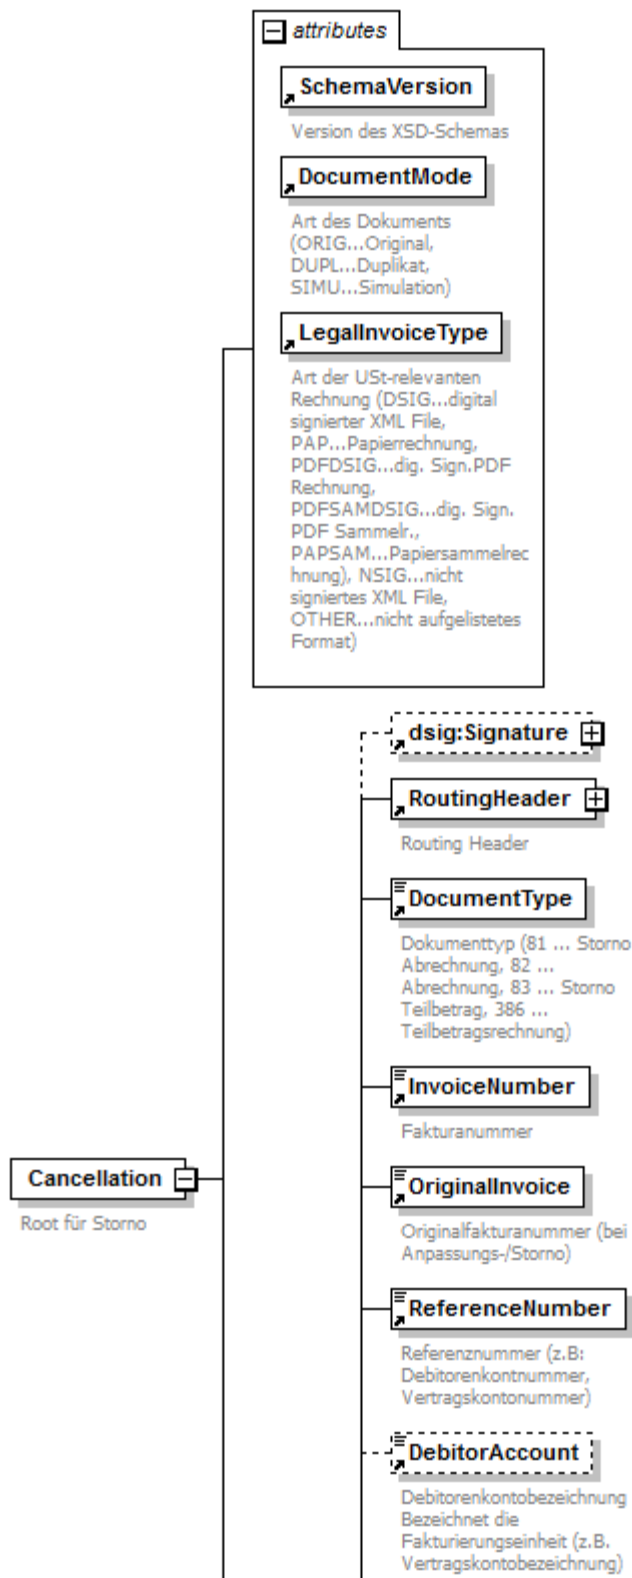 attributes
SchemaVersion
Version des XSD-Schemas
DocumentMode
Art des Dokuments
(ORIG...Original,
DUPL...Duplikat,
SIMU...Simulation)
LegalInvoiceType
Art der USt-relevanten
Rechnung (DSIG...digital
signierter XML File,
PAP...Papierrechnung,
PDFDSIG...dig. Sign.PDF
Rechnung,
PDFSAMDSIG...dig. Sign.
PDF Sammelr.,
PAPSAM...Papiersammelrec
hnung), NSIG...nicht
signiertes XML File,
OTHER...nicht aufgelistetes
Format)
dsig:Signature
RoutingHeader
Routing Header
DocumentType
Dokumenttyp (81 ... Storno
Abrechnung, 82 ...
Abrechnung, 83 ... Storno
Teilbetrag, 386 ...
Teilbetragsrechnung)
InvoiceNumber
Fakturanummer
Cancellation
Root für Storno
OriginalInvoice
Originalfakturanummer (bei
Anpassungs-/Storno)
ReferenceNumber
Referenznummer (z.B:
Debitorenkontnummer,
Vertragskontonummer)
DebitorAccount
Debitorenkontobezeichnung
Bezeichnet die
Fakturierungseinheit (z.B.
Vertragskontobezeichnung)